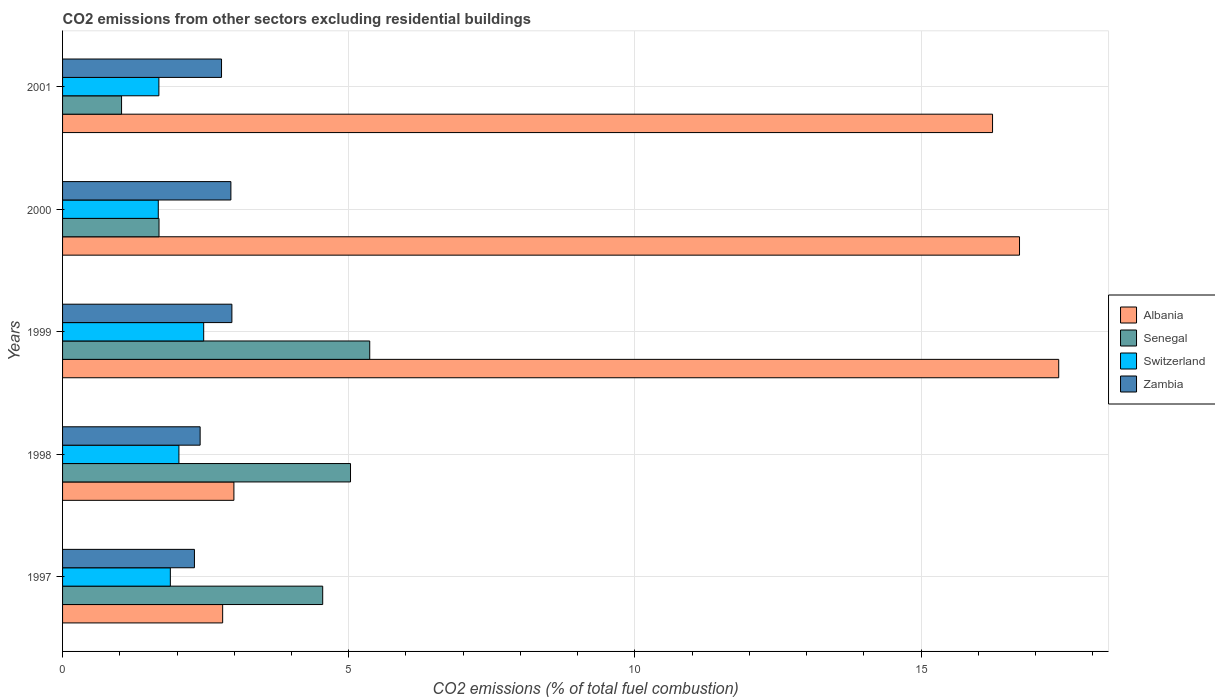 CO2 emissions from other sectors excluding residential buildings
2001
2000
1999
1998
1997
Years
0
5
10
15
CO2 emissions (% of total fuel combustion)
Albania
Senegal
Switzerland
Zambia